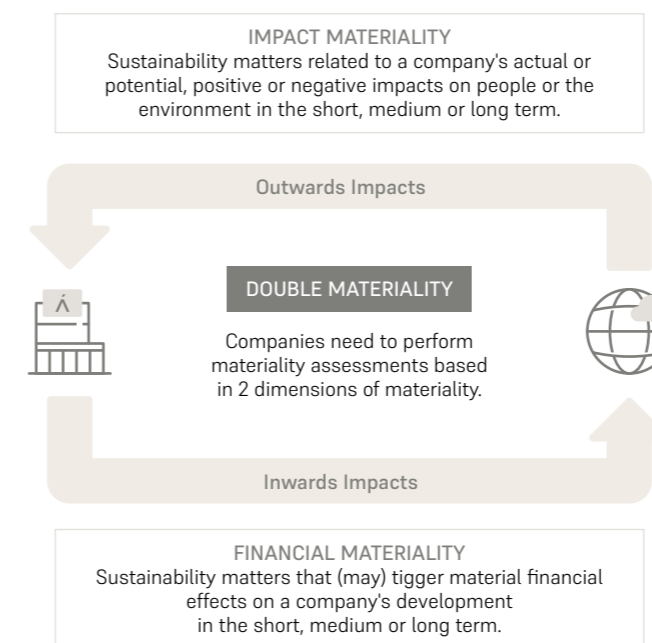 IMPACT MATERIALITY
Sustainability matters related to a company's actual or
potential, positive or negative impacts on people or the
environment in the short, medium or long term.
Outwards Impacts
Á
DOUBLE MATERIALITY
Companies need to perform
materiality assessments based
in 2 dimensions of materiality.
Inwards Impacts
FINANCIAL MATERIALITY
Sustainability matters that (may) tigger material financial
effects on a company's development
in the short, medium or long term.